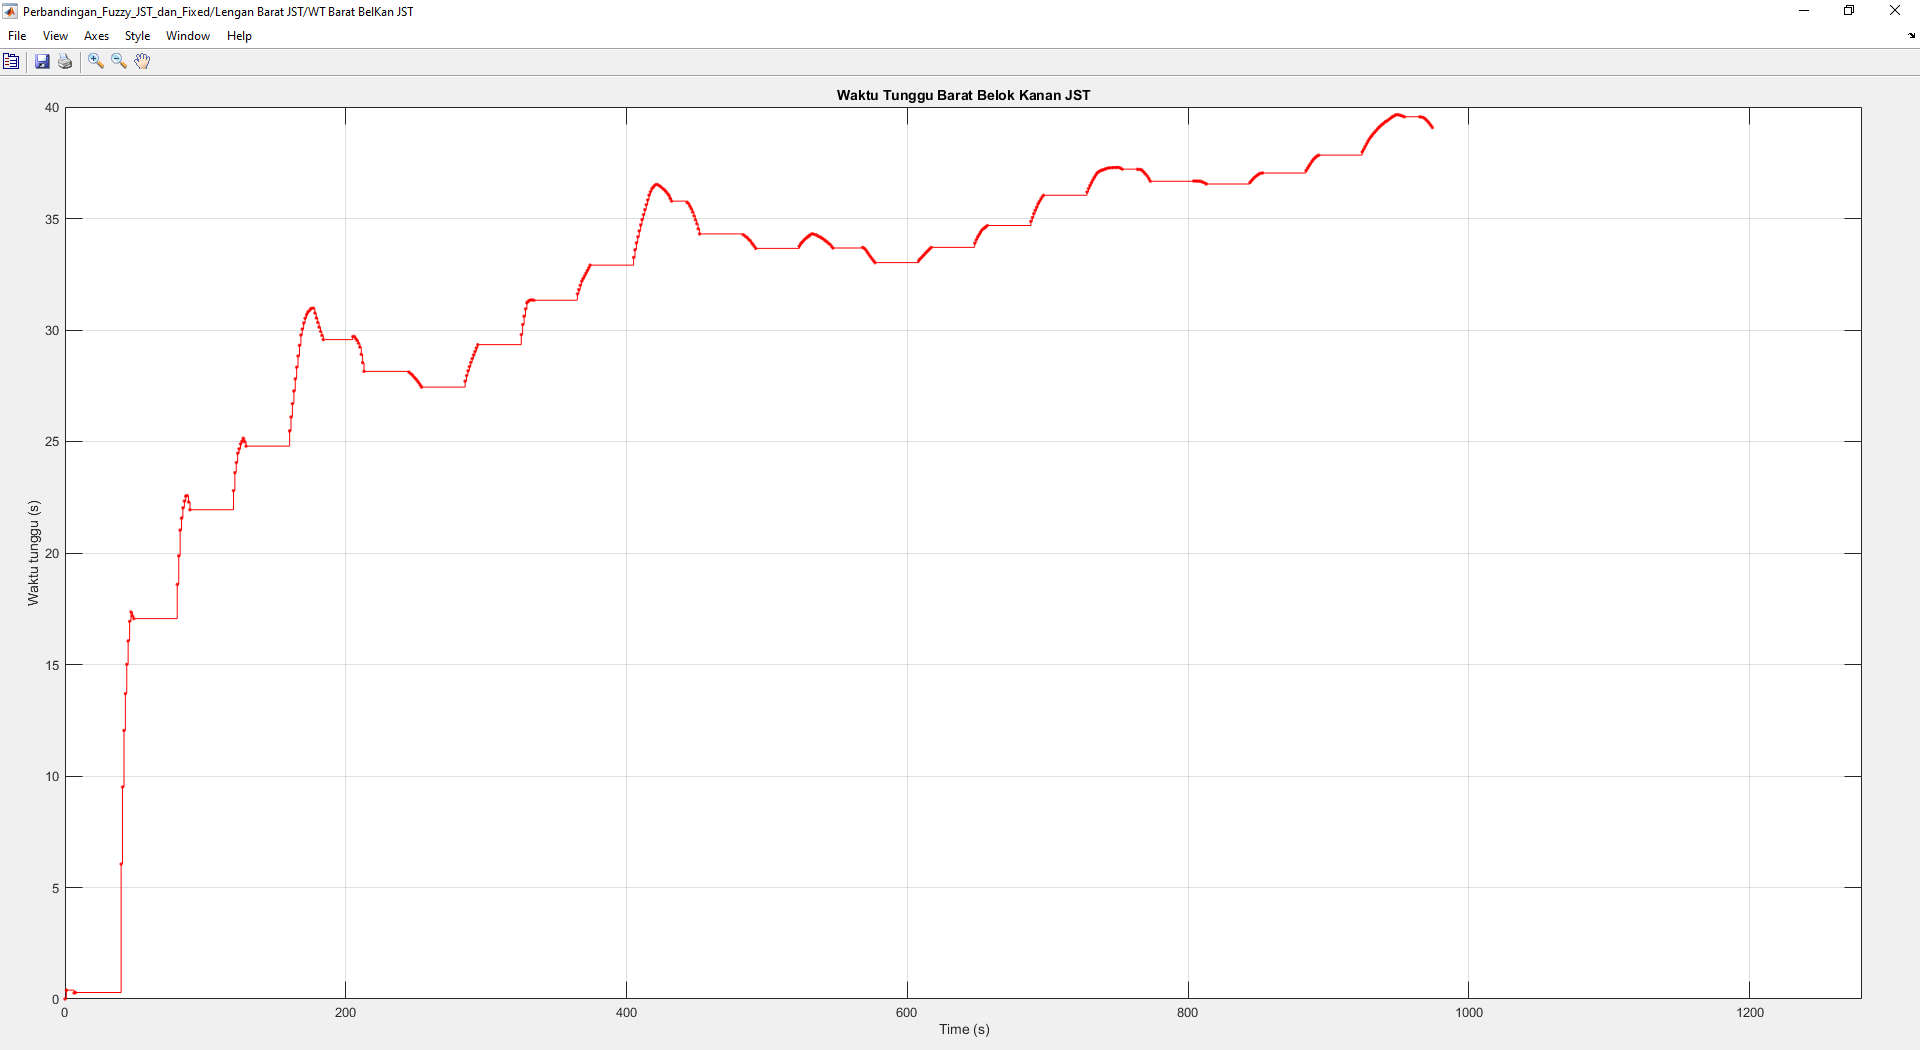 Perbandingan_Fuzzy_JST_dan_Fixed/Lengan Barat JST/WT Barat BelKan JST
File View Axes Style Window Help
Waktu Tunggu Barat Belok Kanan JST
40
35
30
25
20
15
10
5
0
Waktu tunggu (s)
0 200 400 600 800 1000 1200
Time (s)